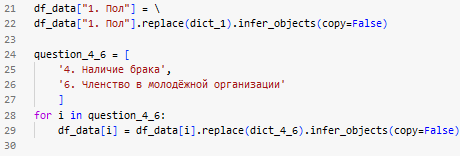 21 df_data["1. Пол"] = \
22 df_data["1. Пол"].replace(dict_1).infer_objects(copy=False)
23
24 question_4_6 = [
25     '4. Наличие брака',
26     '6. Членство в молодёжной организации'
27     ]
28 for i in question_4_6:
29     df_data[i] = df_data[i].replace(dict_4_6).infer_objects(copy=False)
30